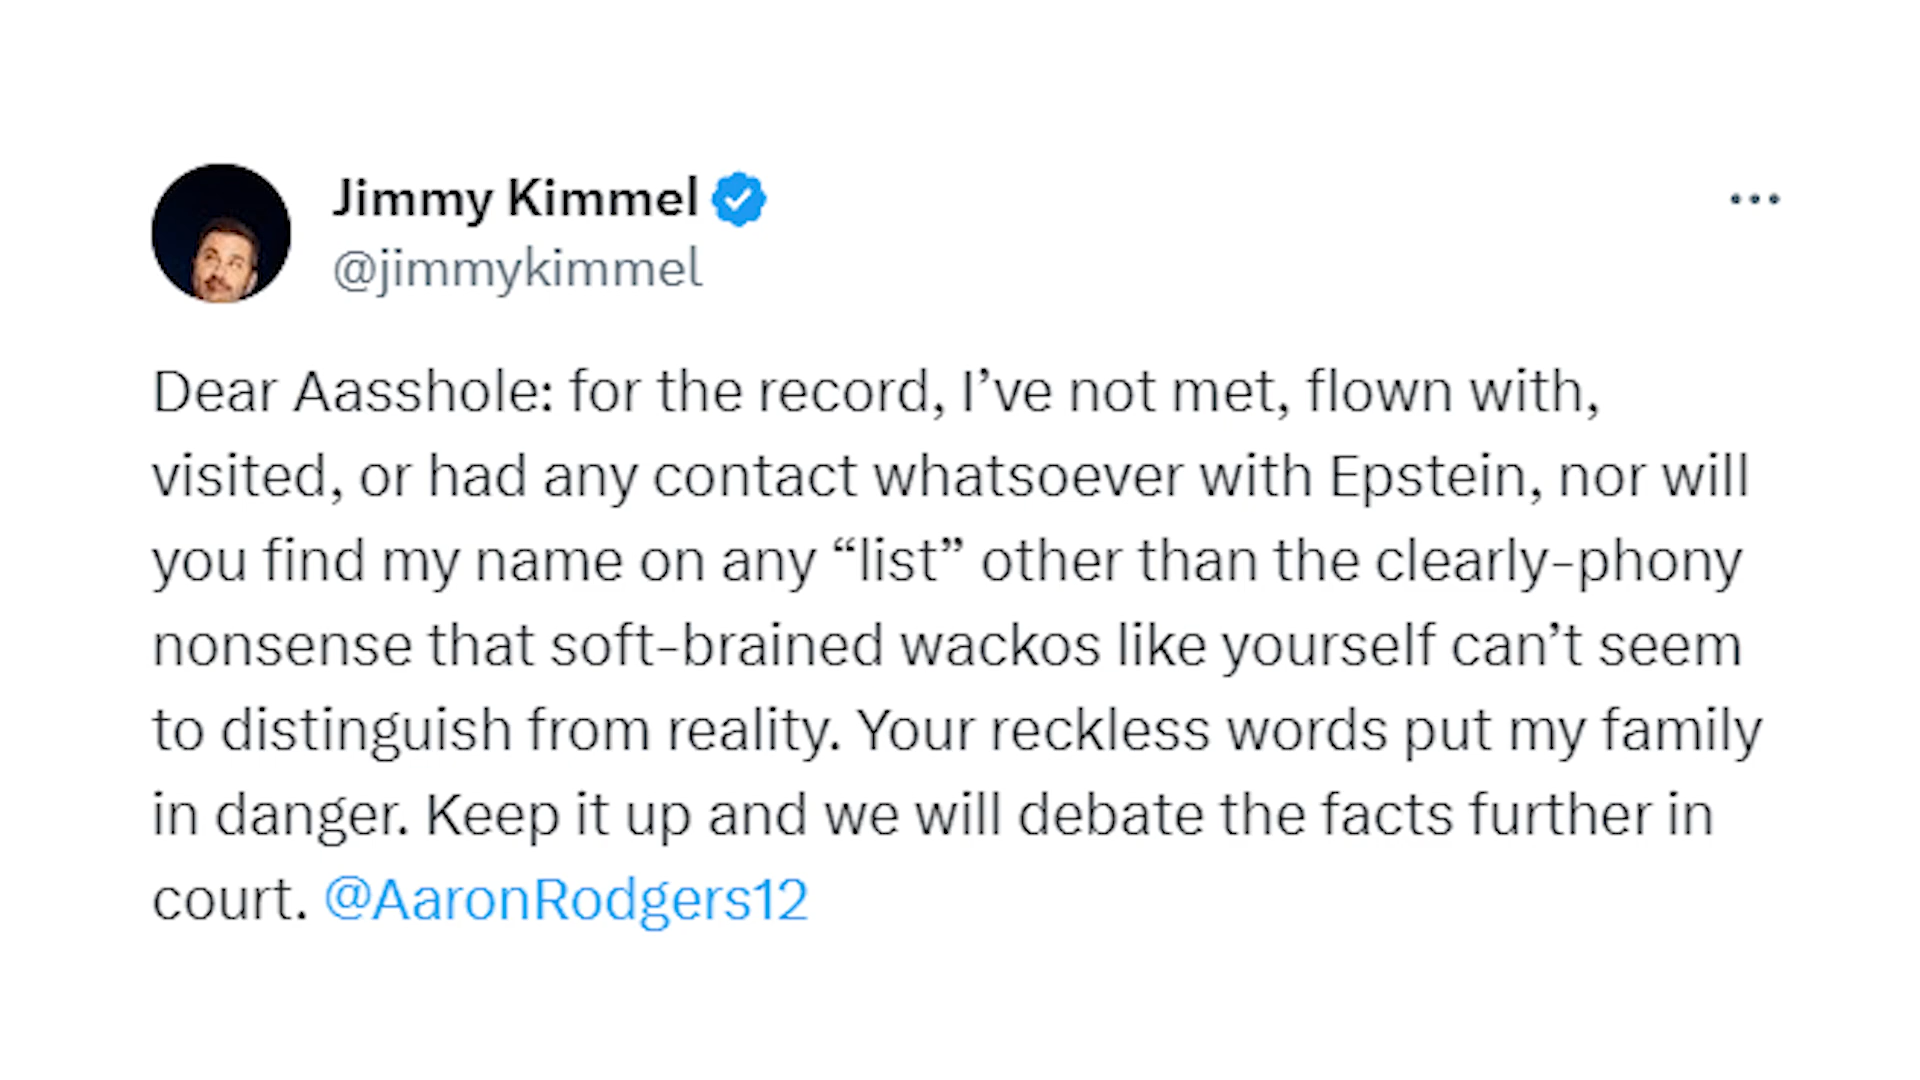 Jimmy Kimmel
@jimmykimmel
Dear Aasshole: for the record, I’ve not met, flown with,
visited, or had any contact whatsoever with Epstein, nor will
you find my name on any “list” other than the clearly-phony
nonsense that soft-brained wackos like yourself can’t seem
to distinguish from reality. Your reckless words put my family
in danger. Keep it up and we will debate the facts further in
court. @AaronRodgers12